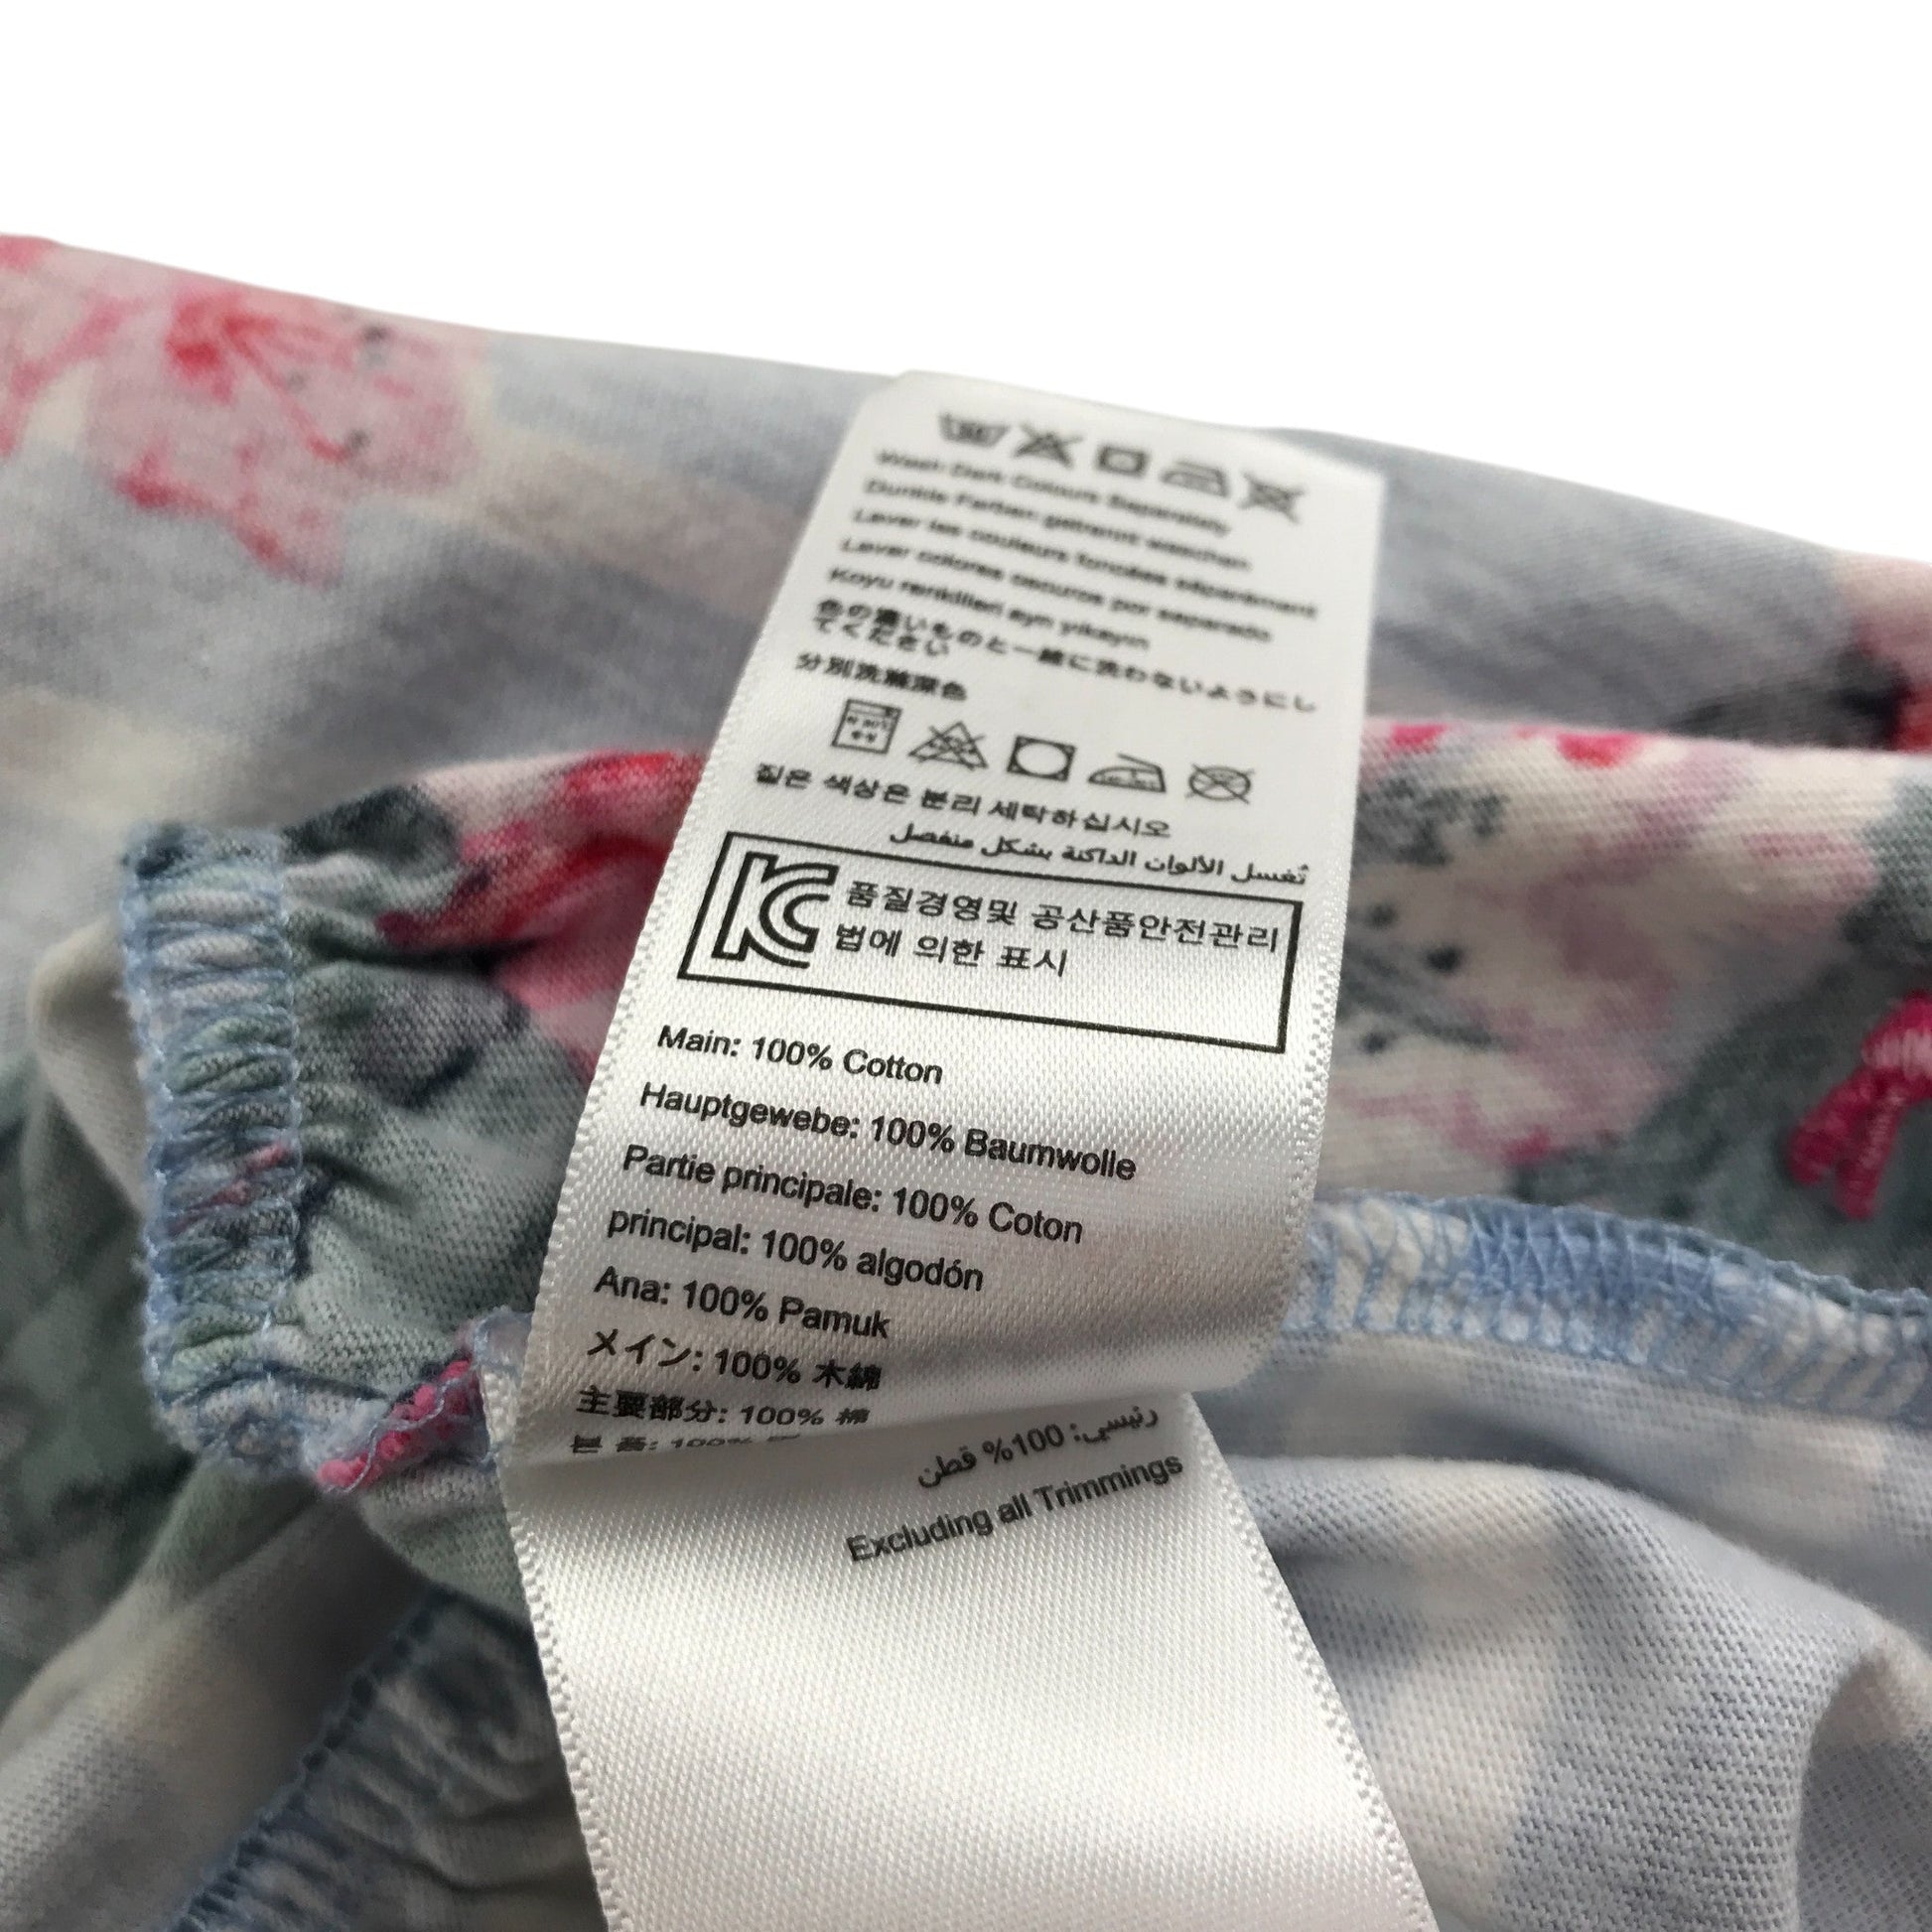 Wash Dark Colours Separately
Dunkle Farben getrennt waschen
Laver les couleurs foncées séparément
Lavar colores oscuros por separado
Koyu renklileri ayn yikayın
色の濃いものと一緒に洗わないようにし
てください
分別洗滌深色
질은 색상은 분리 세탁하십시오
تُغسل الألوان الداكنة بشكل منفصل
품질경영및 공산품안전관리
법에 의한 표시
Main: 100% Cotton
Hauptgewebe: 100% Baumwolle
Partie principale: 100% Coton
principal: 100% algodón
Ana: 100% Pamuk
メイン: 100% 木綿
主要部分: 100% 棉
رئيسي: 100% قطن
Excluding all Trimmings